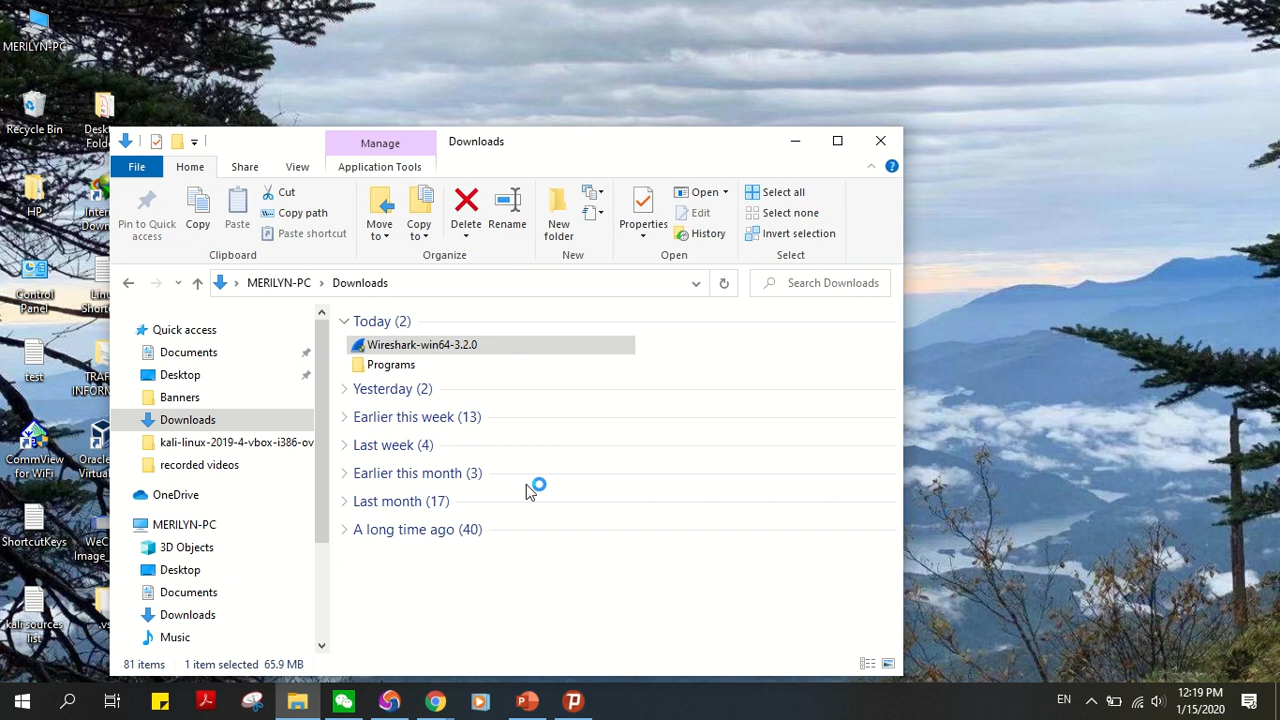 MERILYN-PC
Recycle Bin
HP
Control
Panel
test
CommView
for WiFi
ShortcutKeys
kali sources
list
Manage
Downloads
File
Home
Share
View
Application Tools
Pin to Quick
access
Copy
Paste
Cut
Copy path
Paste shortcut
Clipboard
Move
to
Copy
to
Delete
Rename
Organize
New
folder
New
Properties
Open
Edit
History
Open
Select all
Select none
Invert selection
Select
MERILYN-PC
Downloads
Search Downloads
Quick access
Documents
Desktop
Banners
Downloads
kali-linux-2019-4-vbox-i386-ov
recorded videos
OneDrive
MERILYN-PC
3D Objects
Desktop
Documents
Downloads
Music
Today (2)
Wireshark-win64-3.2.0
Programs
Yesterday (2)
Earlier this week (13)
Last week (4)
Earlier this month (3)
Last month (17)
A long time ago (40)
81 items
1 item selected 65.9 MB
EN
12:19 PM
1/15/2020